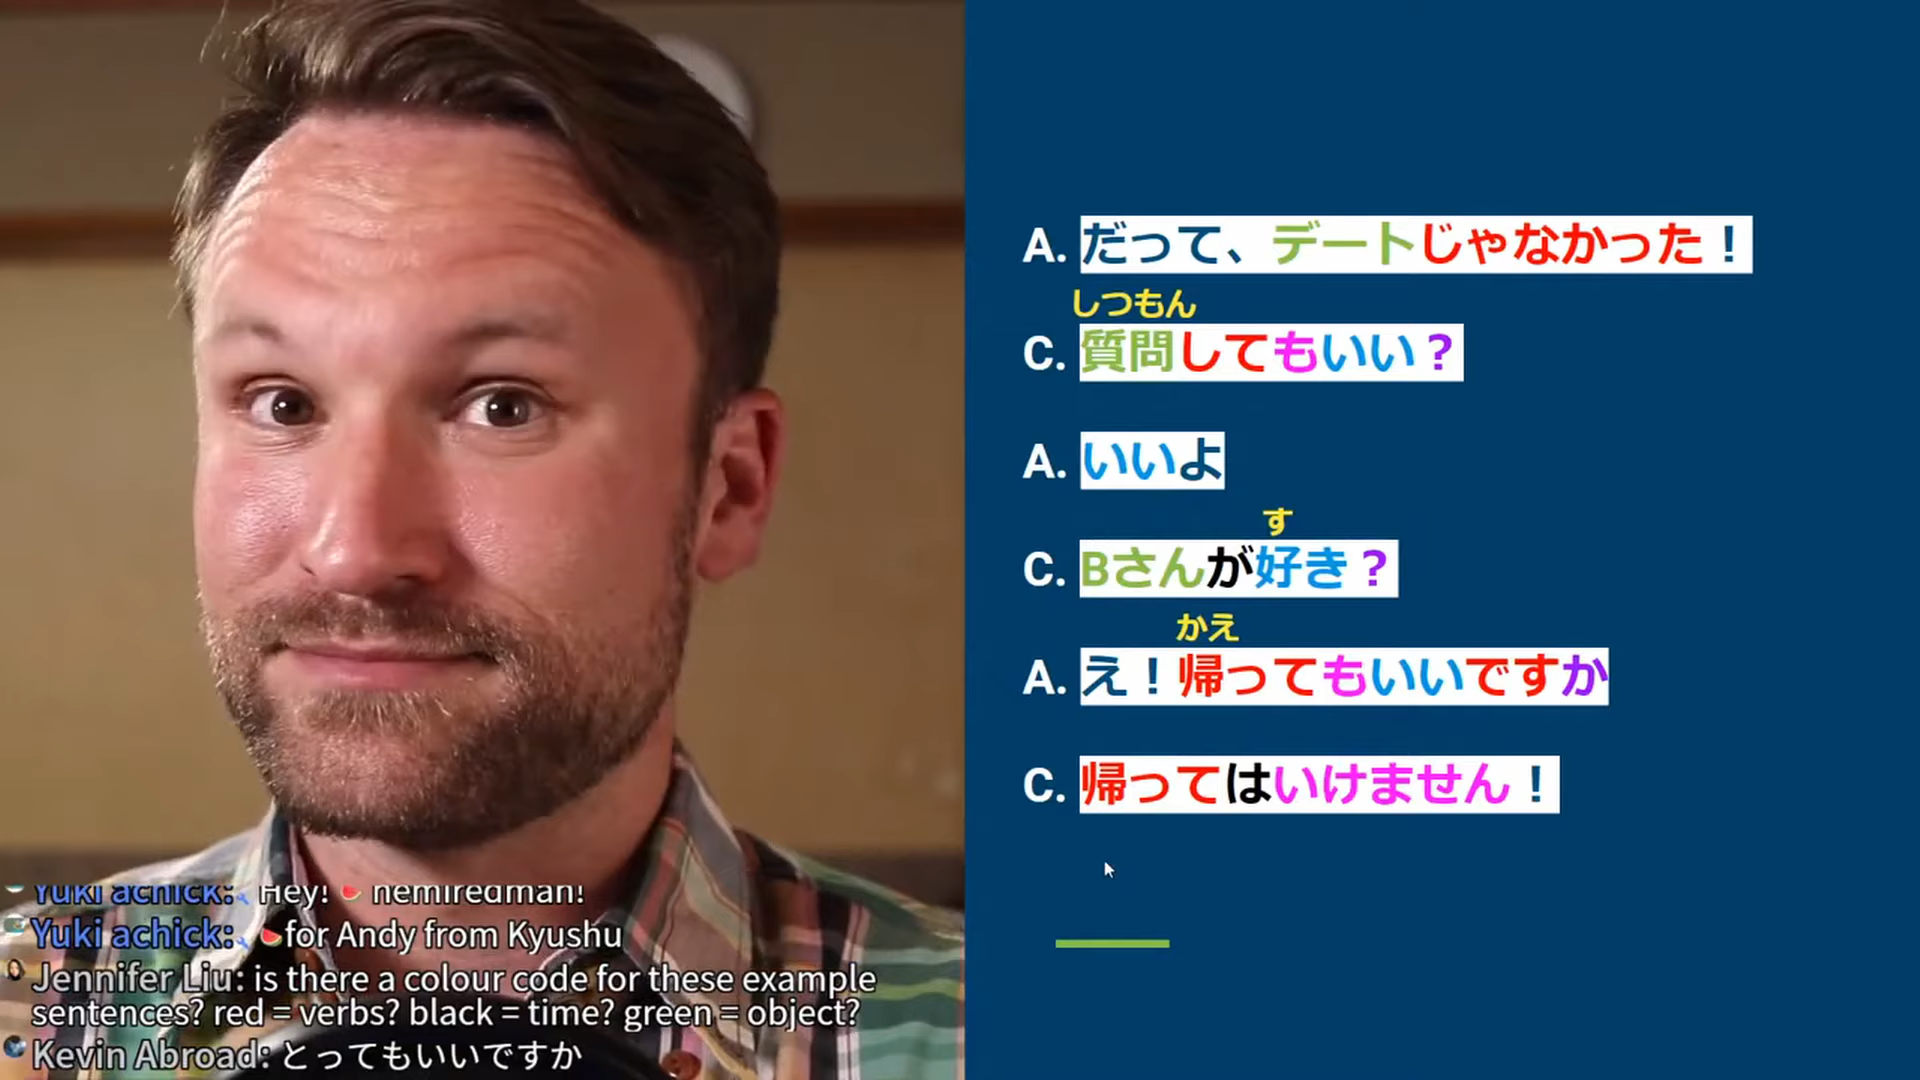 A. だって、デートじゃなかった！
しつもん
C. 質問してもいい？
A. いいよ
す
C. Bさんが好き？
かえ
A. え！帰ってもいいですか
C. 帰ってはいけません！
Yuki achick: Hey! nemiredman!
Yuki achick: for Andy from Kyushu
Jennifer Liu: is there a colour code for these example
sentences? red = verbs? black = time? green = object?
Kevin Abroad: とってもいいですか